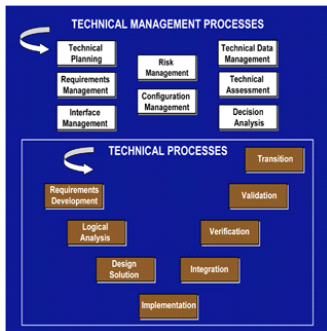 TECHNICAL MANAGEMENT PROCESSES
Technical
Planning
Requirements
Management
Interface
Management
Risk
Management
Configuration
Management
Technical Data
Management
Technical
Assessment
Decision
Analysis
TECHNICAL PROCESSES
Requirements
Development
Logical
Analysis
Design
Solution
Implementation
Integration
Verification
Validation
Transition